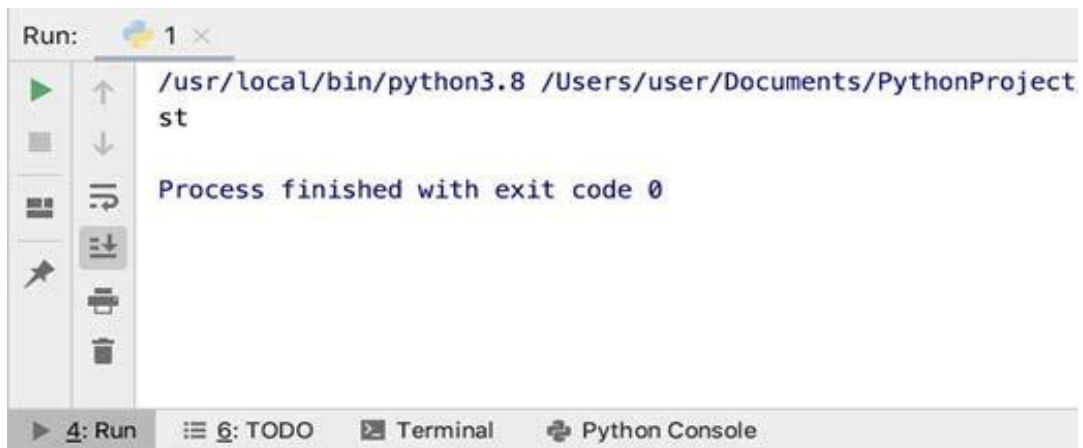 Run: 1
/usr/local/bin/python3.8 /Users/user/Documents/PythonProject/
st
Process finished with exit code 0
4: Run 6: TODO Terminal Python Console